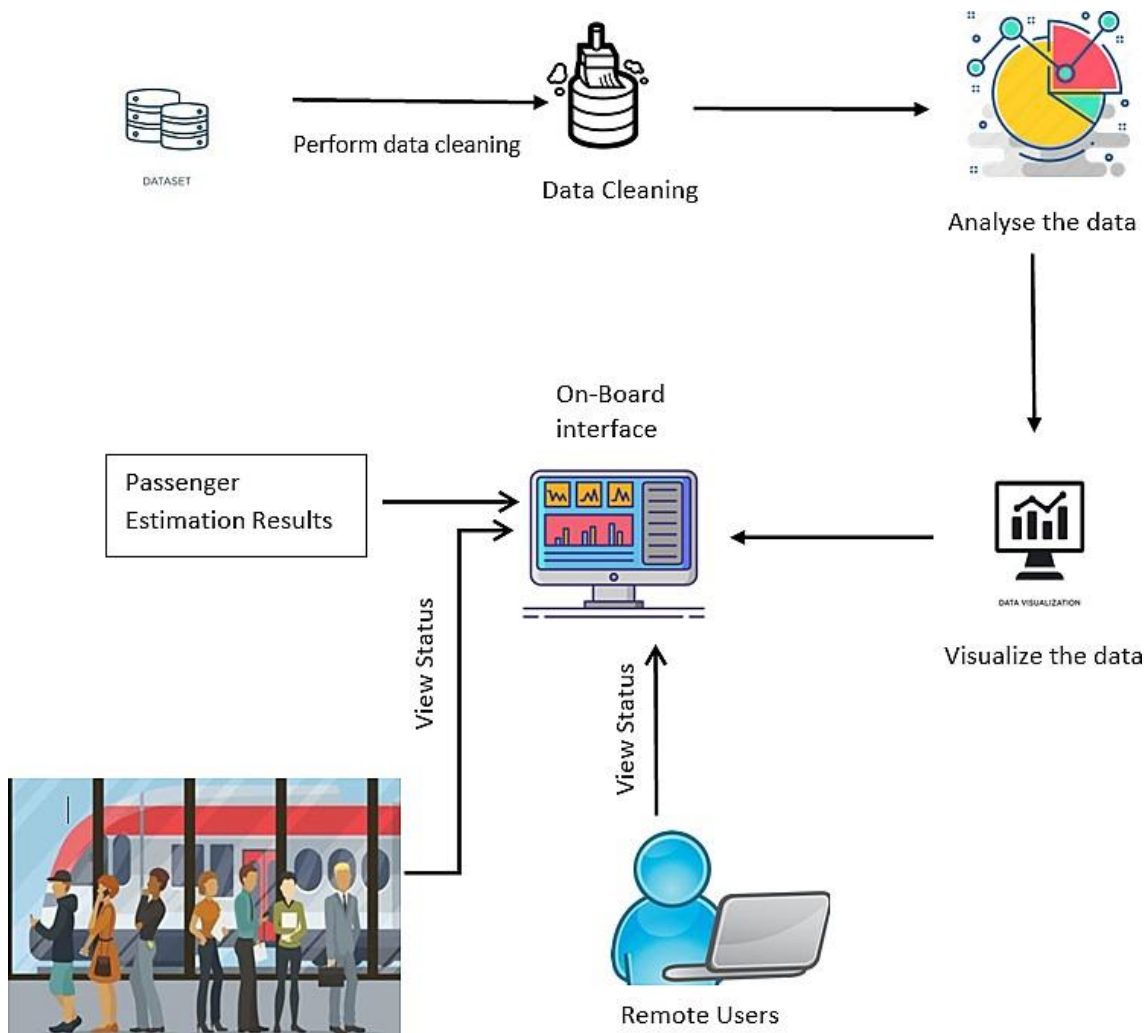 Perform data cleaning
DATASET
Data Cleaning
Analyse the data
On-Board
interface
Passenger
Estimation Results
DATA VISUALIZATION
Visualize the data
View Status
View Status
Remote Users